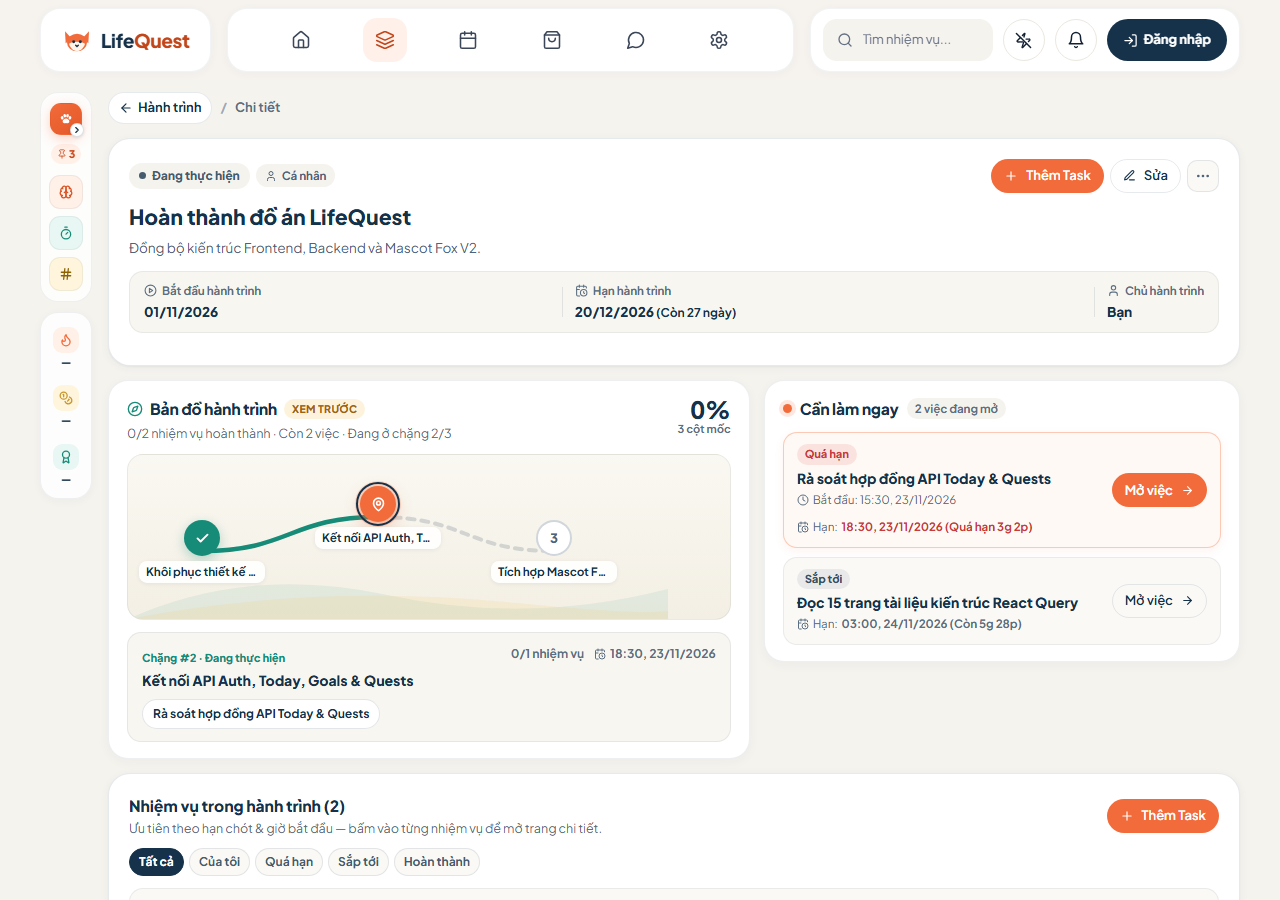 LifeQuest
Tìm nhiệm vụ...
Đăng nhập
3
Hành trình / Chi tiết
Đang thực hiện
Cá nhân
Thêm Task
Sửa
Hoàn thành đồ án LifeQuest
Đồng bộ kiến trúc Frontend, Backend và Mascot Fox V2.
Bắt đầu hành trình
01/11/2026
Hạn hành trình
20/12/2026 (Còn 27 ngày)
Chủ hành trình
Bạn
–
–
–
Bản đồ hành trình
XEM TRƯỚC
0%
0/2 nhiệm vụ hoàn thành · Còn 2 việc · Đang ở chặng 2/3
3 cột mốc
Kết nối API Auth, T...
3
Khôi phục thiết kế ...
Tích hợp Mascot F...
Chặng #2 · Đang thực hiện
0/1 nhiệm vụ
18:30, 23/11/2026
Kết nối API Auth, Today, Goals & Quests
Rà soát hợp đồng API Today & Quests
Cần làm ngay
2 việc đang mở
Quá hạn
Rà soát hợp đồng API Today & Quests
Bắt đầu: 15:30, 23/11/2026
Hạn: 18:30, 23/11/2026 (Quá hạn 3g 2p)
Mở việc
Sắp tới
Đọc 15 trang tài liệu kiến trúc React Query
Hạn: 03:00, 24/11/2026 (Còn 5g 28p)
Mở việc
Nhiệm vụ trong hành trình (2)
Ưu tiên theo hạn chót & giờ bắt đầu — bấm vào từng nhiệm vụ để mở trang chi tiết.
Thêm Task
Tất cả
Của tôi
Quá hạn
Sắp tới
Hoàn thành